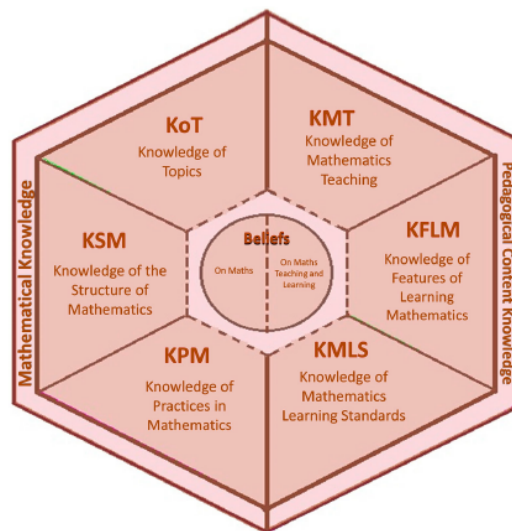 KoT
Knowledge of
Topics
KMT
Knowledge of
Mathematics
Teaching
Mathematical Knowledge
KSM
Knowledge of the
Structure of
Mathematics
Beliefs
On Maths
On Maths
Teaching and
Learning
KFLM
Knowledge of
Features of
Learning
Mathematics
Pedagogical Content Knowledge
KPM
Knowledge of
Practices in
Mathematics
KMLS
Knowledge of
Mathematics
Learning Standards